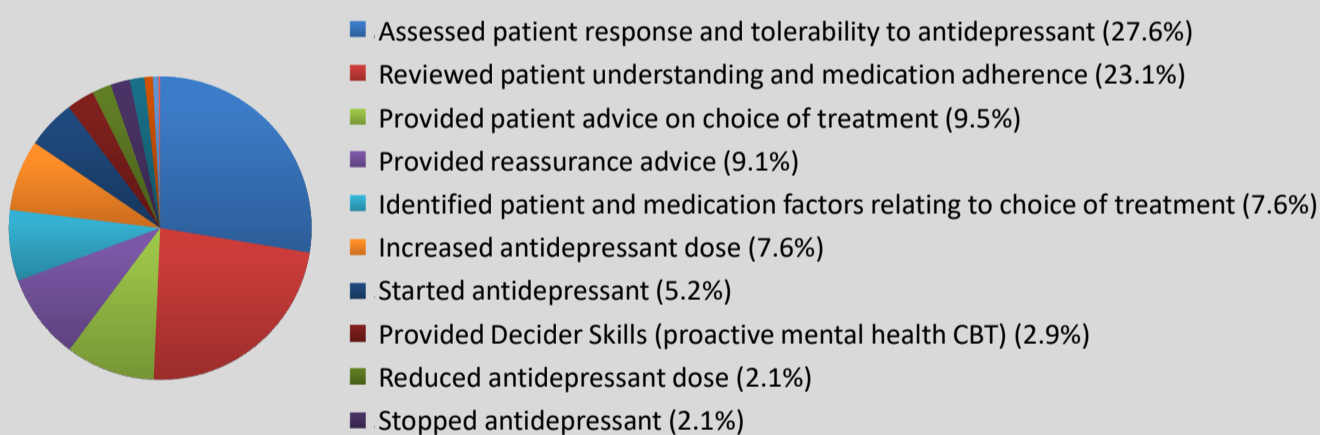 Assessed patient response and tolerability to antidepressant (27.6%)
Reviewed patient understanding and medication adherence (23.1%)
Provided patient advice on choice of treatment (9.5%)
Provided reassurance advice (9.1%)
Identified patient and medication factors relating to choice of treatment (7.6%)
Increased antidepressant dose (7.6%)
Started antidepressant (5.2%)
Provided Decider Skills (proactive mental health CBT) (2.9%)
Reduced antidepressant dose (2.1%)
Stopped antidepressant (2.1%)